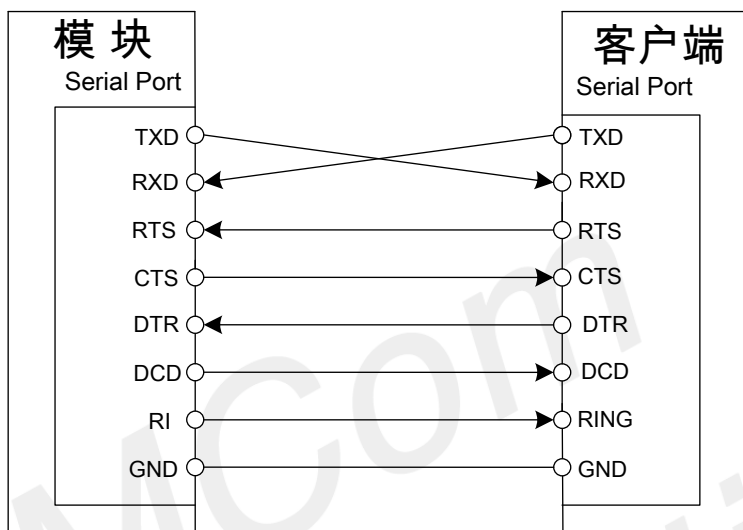 模块
Serial Port
TXD
RXD
RTS
CTS
DTR
DCD
RI
GND
客户端
Serial Port
TXD
RXD
RTS
CTS
DTR
DCD
RING
GND
MCom